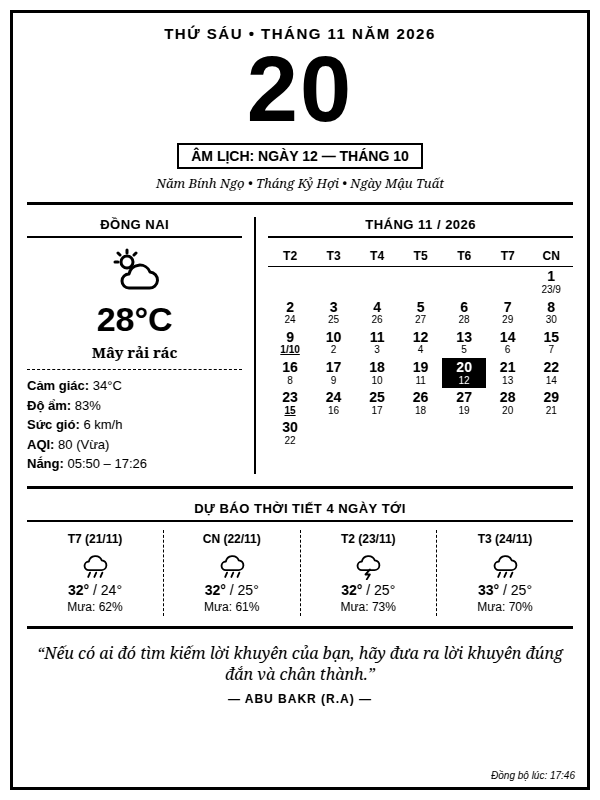 THỨ SÁU • THÁNG 11 NĂM 2026
20
ÂM LỊCH: NGÀY 12 — THÁNG 10
Năm Bính Ngọ • Tháng Kỷ Hợi • Ngày Mậu Tuất
ĐỒNG NAI
28°C
Mây rải rác
Cảm giác: 34°C
Độ ẩm: 83%
Sức gió: 6 km/h
AQI: 80 (Vừa)
Nắng: 05:50 – 17:26
THÁNG 11 / 2026
T2 T3 T4 T5 T6 T7 CN
1
23/9
2 3 4 5 6 7 8
24 25 26 27 28 29 30
9 10 11 12 13 14 15
1/10 2 3 4 5 6 7
16 17 18 19 20 21 22
8 9 10 11 12 13 14
23 24 25 26 27 28 29
15 16 17 18 19 20 21
30
22
DỰ BÁO THỜI TIẾT 4 NGÀY TỚI
T7 (21/11) CN (22/11) T2 (23/11) T3 (24/11)
32° / 24° 32° / 25° 32° / 25° 33° / 25°
Mưa: 62% Mưa: 61% Mưa: 73% Mưa: 70%
“Nếu có ai đó tìm kiếm lời khuyên của bạn, hãy đưa ra lời khuyên đúng
đắn và chân thành.”
— ABU BAKR (R.A) —
Đồng bộ lúc: 17:46